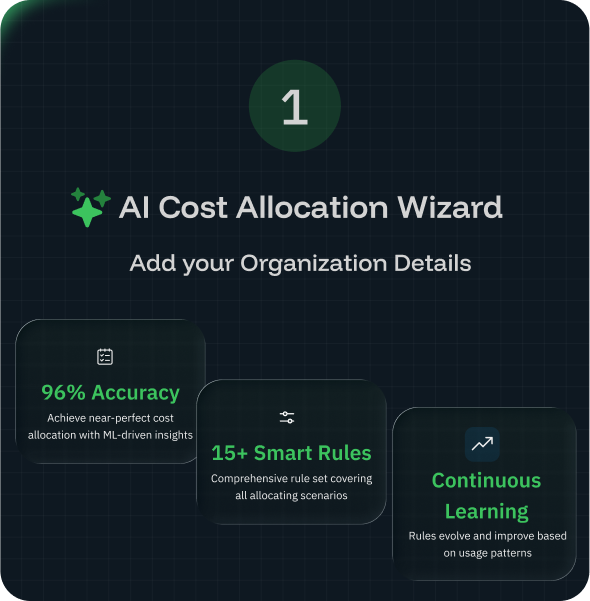 1
AI Cost Allocation Wizard
Add your Organization Details
96% Accuracy
Achieve near-perfect cost
allocation with ML-driven insights
15+ Smart Rules
Comprehensive rule set covering
all allocating scenarios
Continuous
Learning
Rules evolve and improve based
on usage patterns